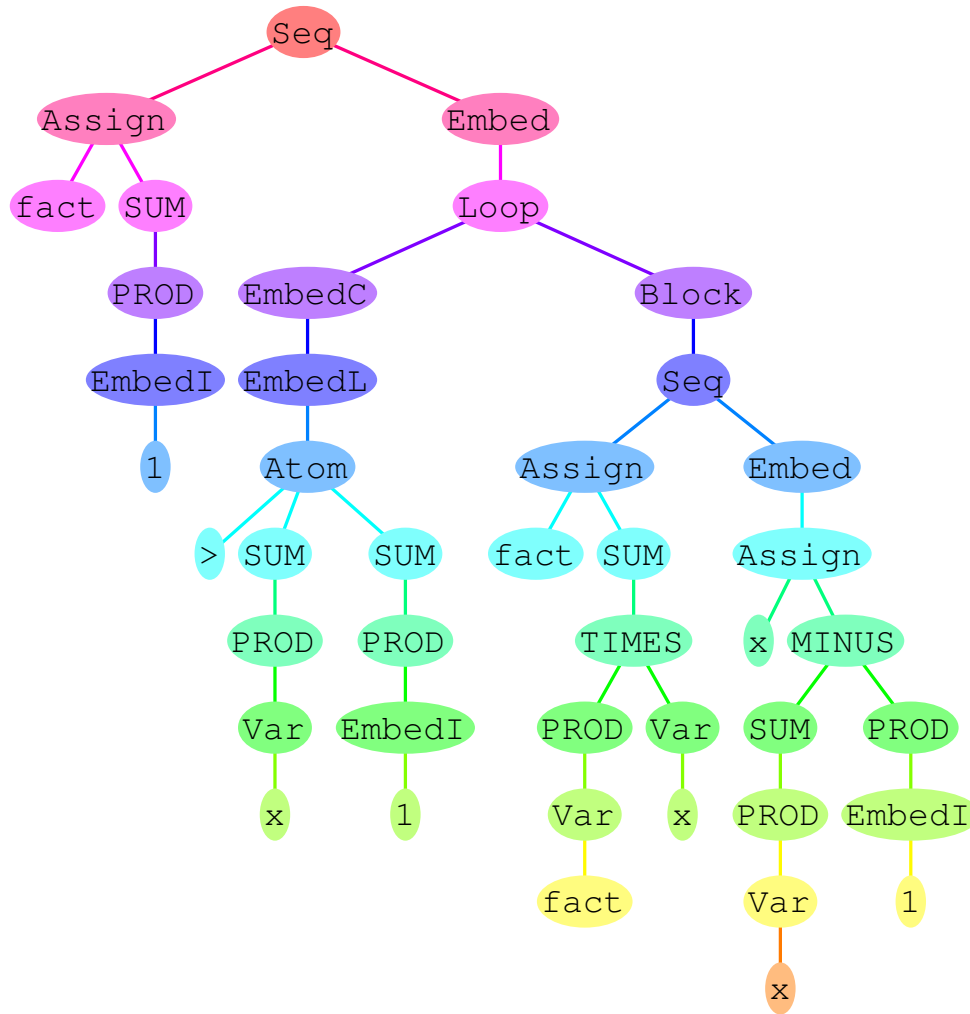 Seq
Assign Embed
fact SUM Loop
PROD EmbedC Block
EmbedI EmbedL Seq
1 Atom Assign Embed
> SUM SUM fact SUM Assign
PROD PROD TIMES x MINUS
Var EmbedI PROD Var SUM PROD
x 1 Var x PROD EmbedI
fact Var 1
x